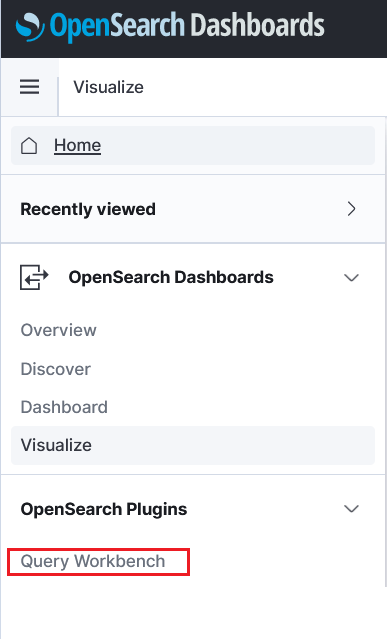 OpenSearch Dashboards
Visualize
Home
Recently viewed
OpenSearch Dashboards
Overview
Discover
Dashboard
Visualize
OpenSearch Plugins
Query Workbench